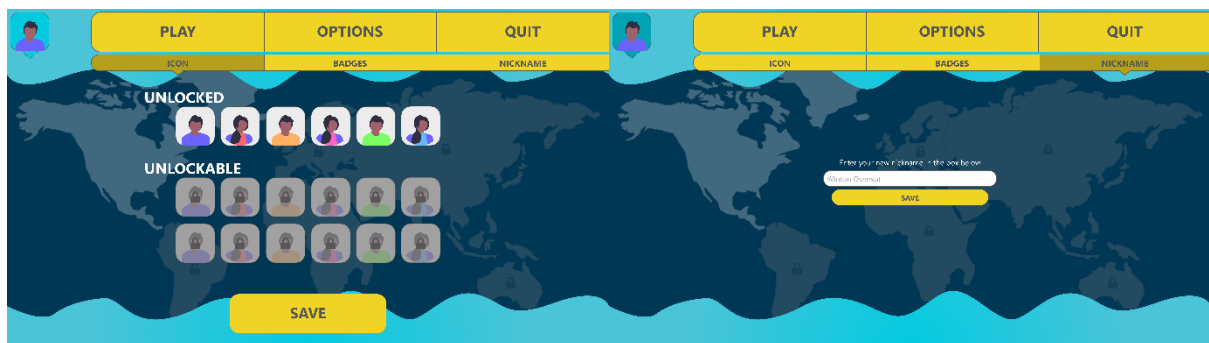 PLAY OPTIONS QUIT
ICON BADGES NICKNAME
UNLOCKED
UNLOCKABLE
SAVE
PLAY OPTIONS QUIT
ICON BADGES NICKNAME
Enter your new nickname in the box below
SAVE